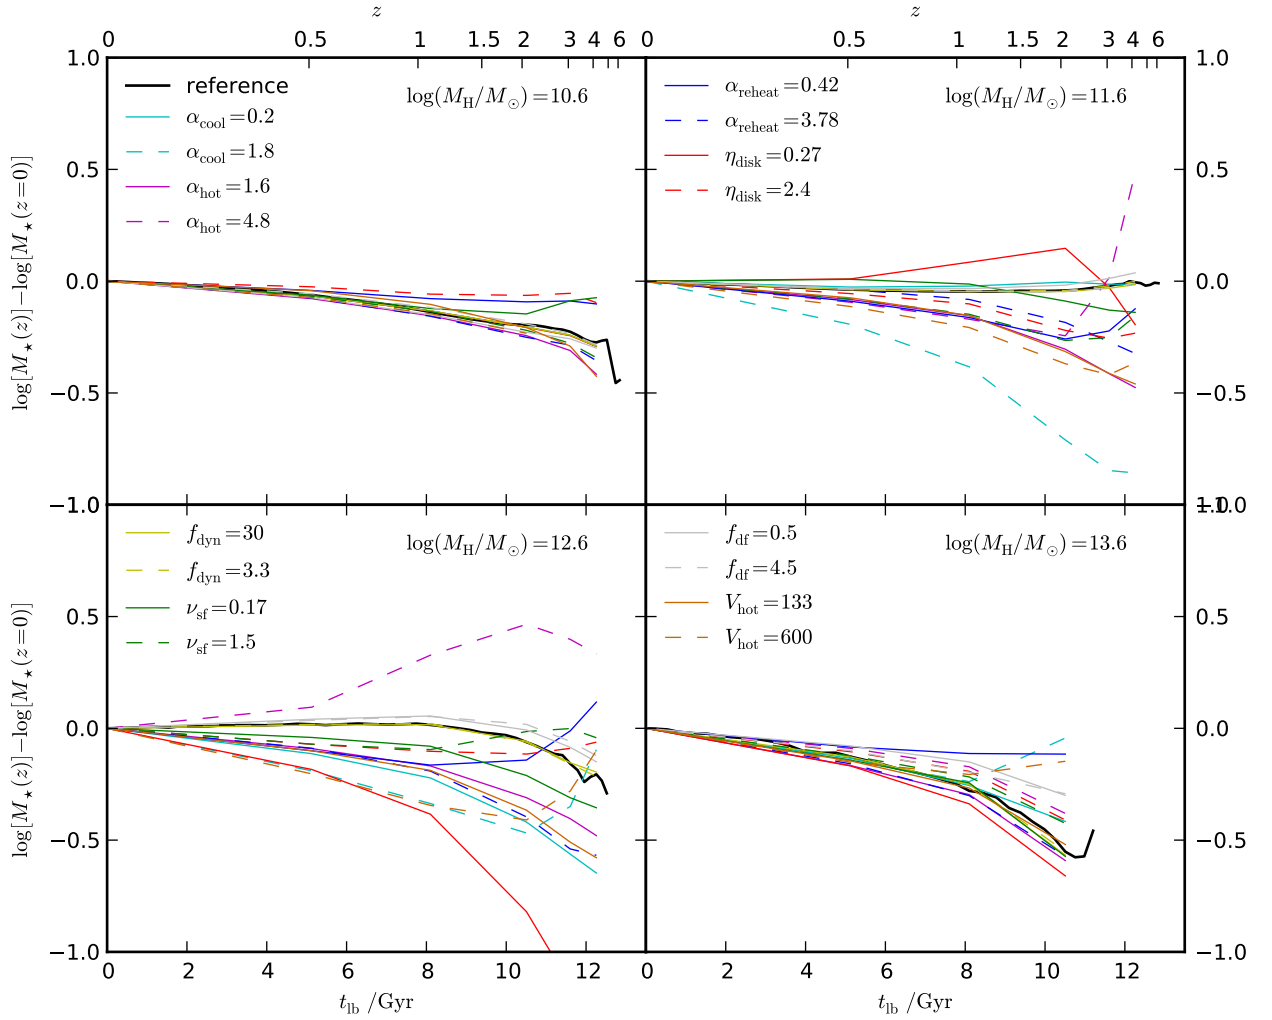 z z
0 0.5 1 1.5 2 3 4 6 0 0.5 1 1.5 2 3 4 6
log[M⋆(z)]−log[M⋆(z=0)]
1.0
0.5
0.0
−0.5
−1.0
reference
α_cool=0.2
α_cool=1.8
α_hot=1.6
α_hot=4.8
log(M_H/M_⊙)=10.6
α_reheat=0.42
α_reheat=3.78
η_disk=0.27
η_disk=2.4
log(M_H/M_⊙)=11.6
1.0
0.5
0.0
−0.5
−1.0
log[M⋆(z)]−log[M⋆(z=0)]
0.5
0.0
−0.5
−1.0
f_dyn=30
f_dyn=3.3
ν_sf=0.17
ν_sf=1.5
log(M_H/M_⊙)=12.6
f_df=0.5
f_df=4.5
V_hot=133
V_hot=600
log(M_H/M_⊙)=13.6
0.5
0.0
−0.5
−1.0
0 2 4 6 8 10 12 0 2 4 6 8 10 12
t_lb /Gyr t_lb /Gyr